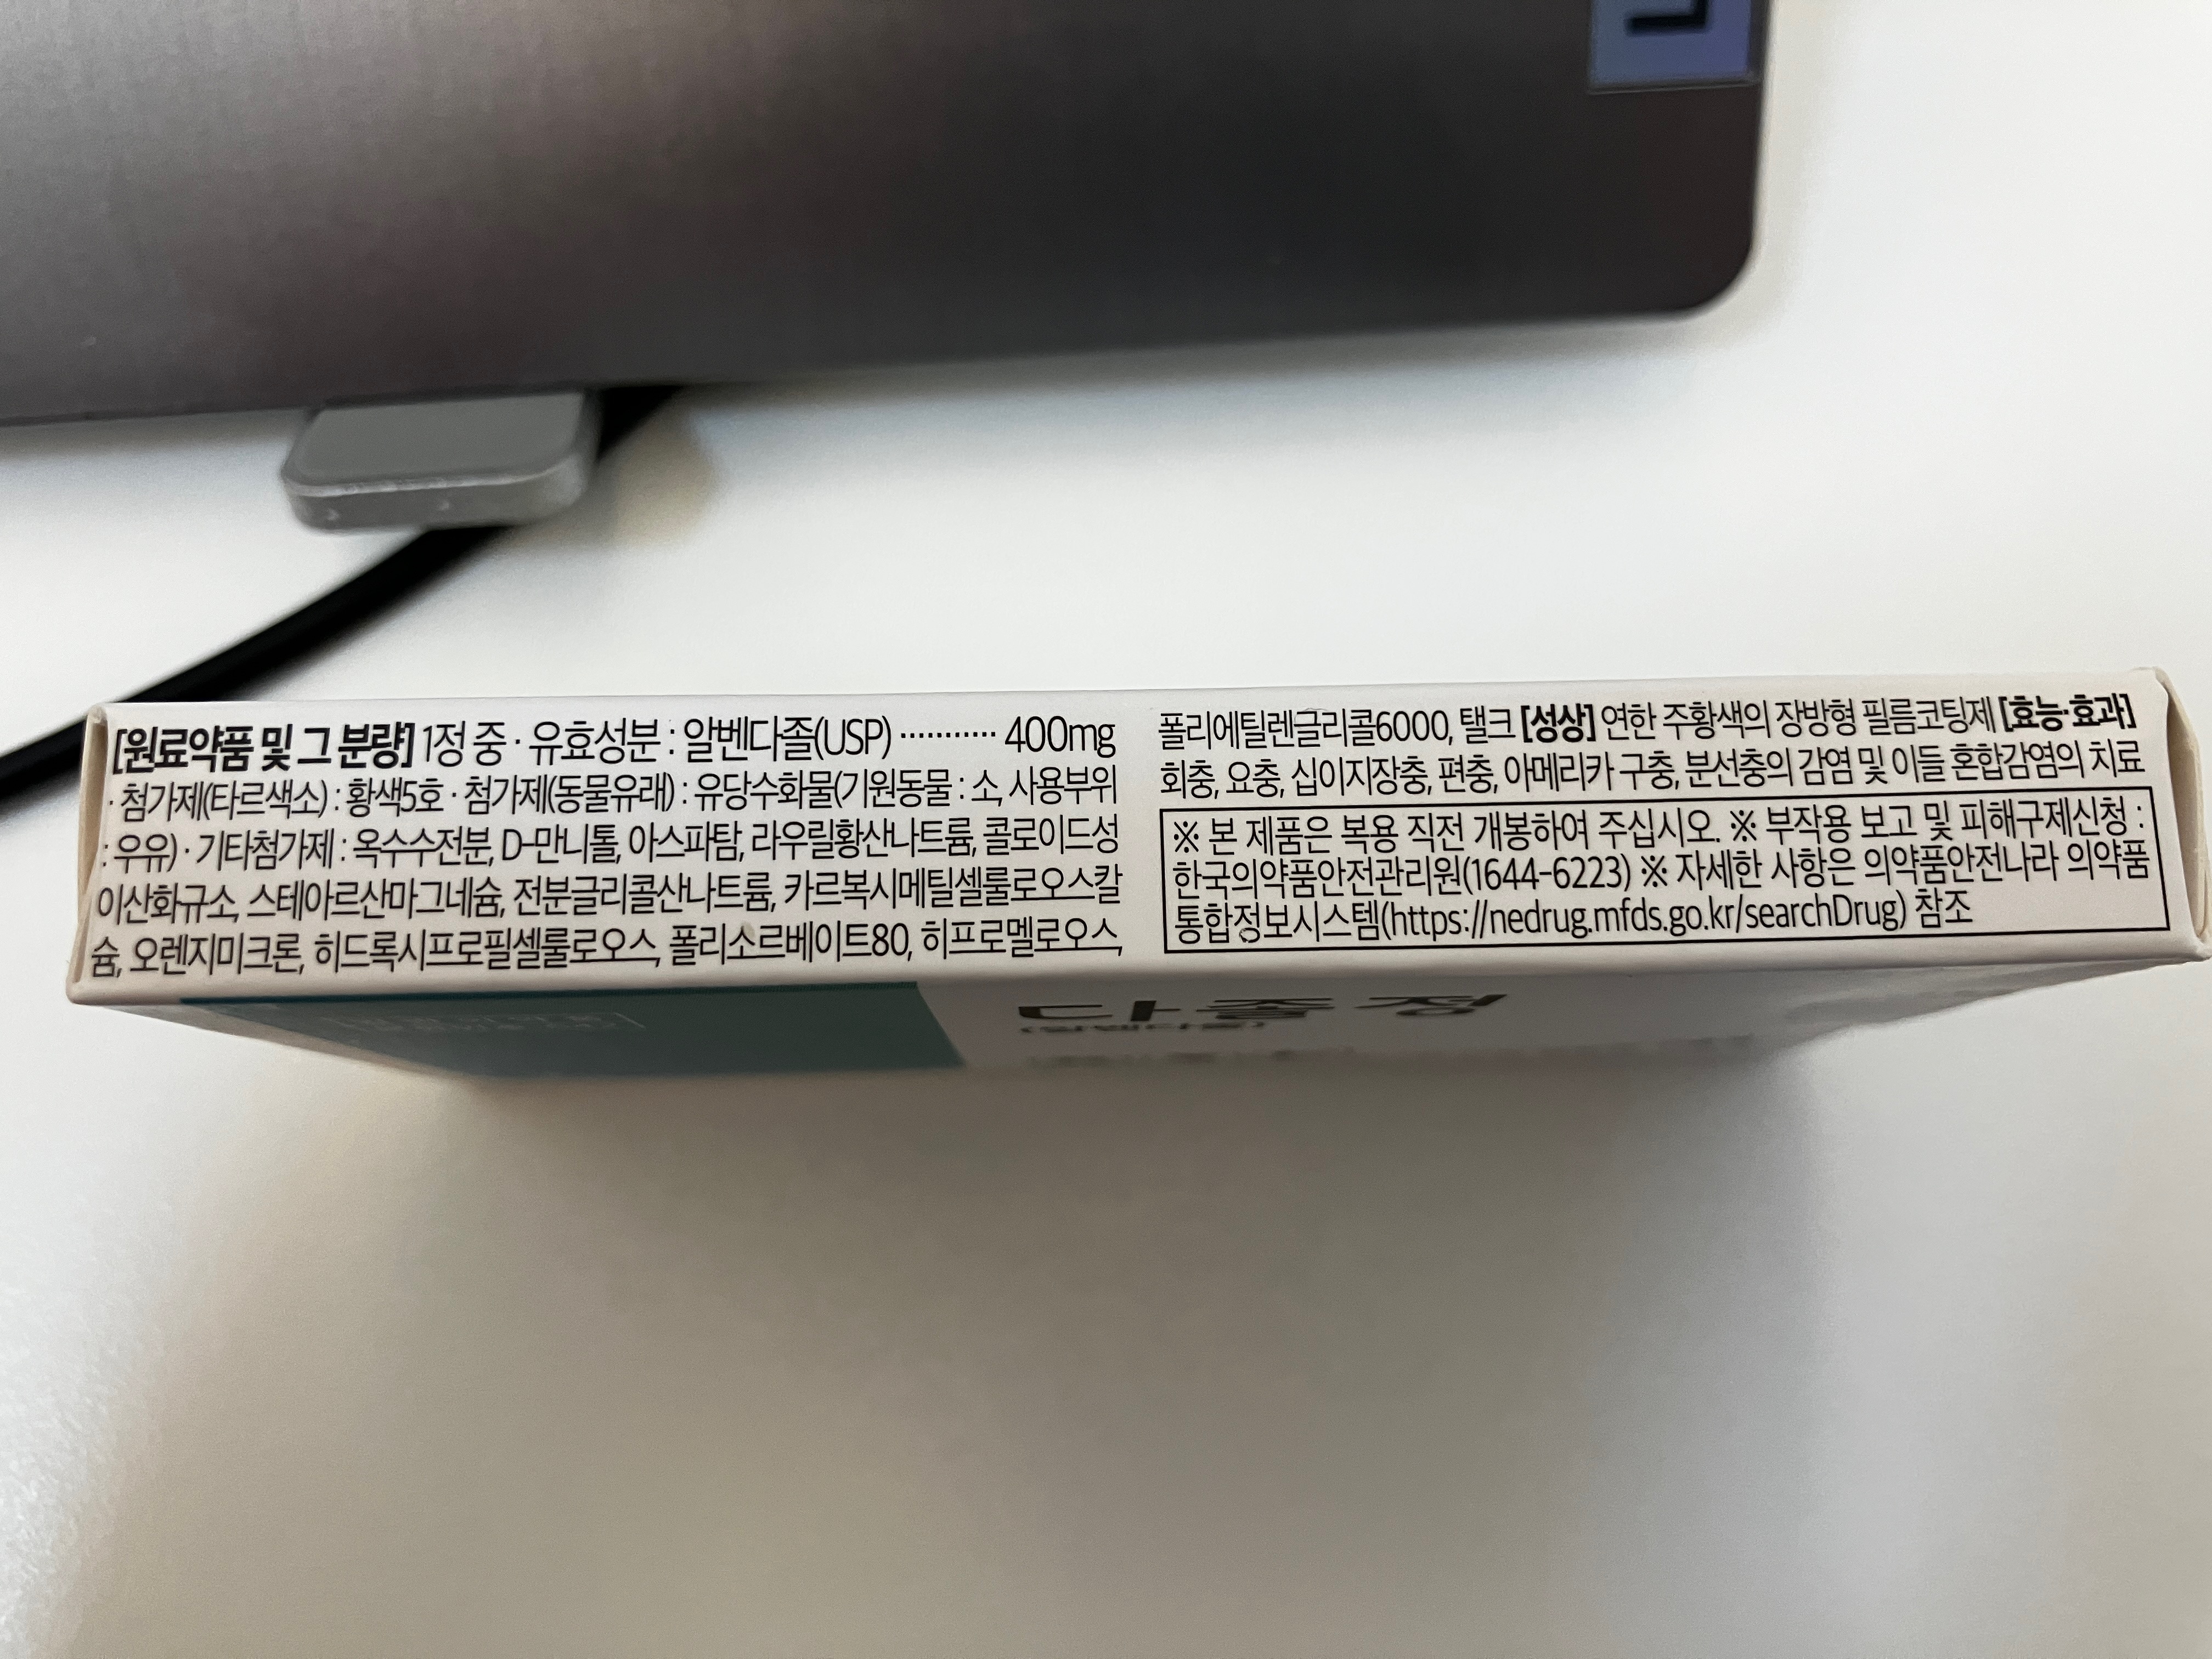 [원료약품 및 그 분량] 1정 중 · 유효성분 : 알벤다졸(USP) ··········· 400mg
· 첨가제(타르색소) : 황색5호 · 첨가제(동물유래) : 유당수화물(기원동물 : 소, 사용부위
: 우유) · 기타첨가제 : 옥수수전분, D-만니톨, 아스파탐, 라우릴황산나트륨, 콜로이드성
이산화규소, 스테아르산마그네슘, 전분글리콜산나트륨, 카르복시메틸셀룰로오스칼
슘, 오렌지미크론, 히드록시프로필셀룰로오스, 폴리소르베이트80, 히프로멜로오스,
폴리에틸렌글리콜6000, 탤크 [성상] 연한 주황색의 장방형 필름코팅제 [효능·효과]
회충, 요충, 십이지장충, 편충, 아메리카 구충, 분선충의 감염 및 이들 혼합감염의 치료
※ 본 제품은 복용 직전 개봉하여 주십시오. ※ 부작용 보고 및 피해구제신청 :
한국의약품안전관리원(1644-6223) ※ 자세한 사항은 의약품안전나라 의약품
통합정보시스템(https://nedrug.mfds.go.kr/searchDrug) 참조
정